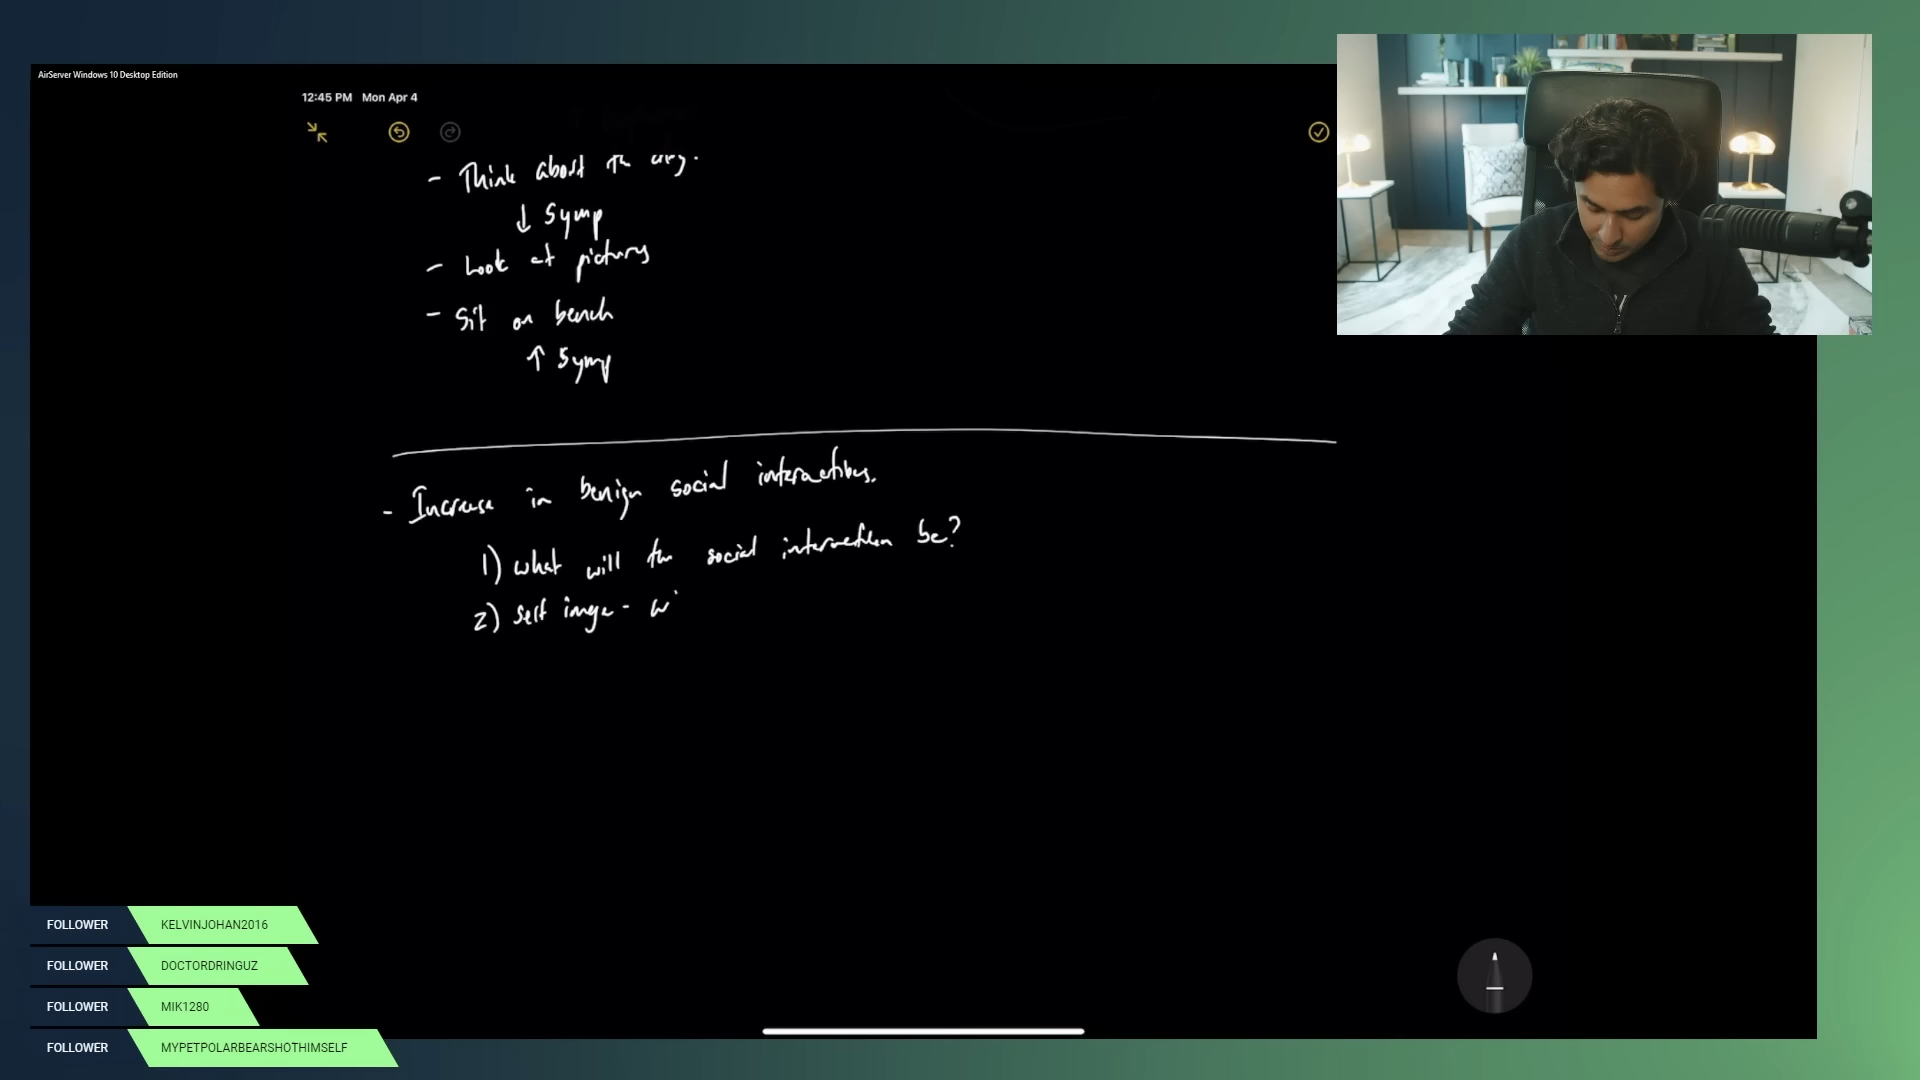 AirServer Windows 10 Desktop Edition
12:45 PM Mon Apr 4
- Think about the
↓ Symp
- Look at pictures
- Sit on bench
↑ Symp
- Increase in benign social interactions.
1) what will the social interaction be?
2) self image - wi
FOLLOWER KELVINJOHAN2016
FOLLOWER DOCTORDRINGUZ
FOLLOWER MIK1280
FOLLOWER MYPETPOLARBEARSHOTHIMSELF